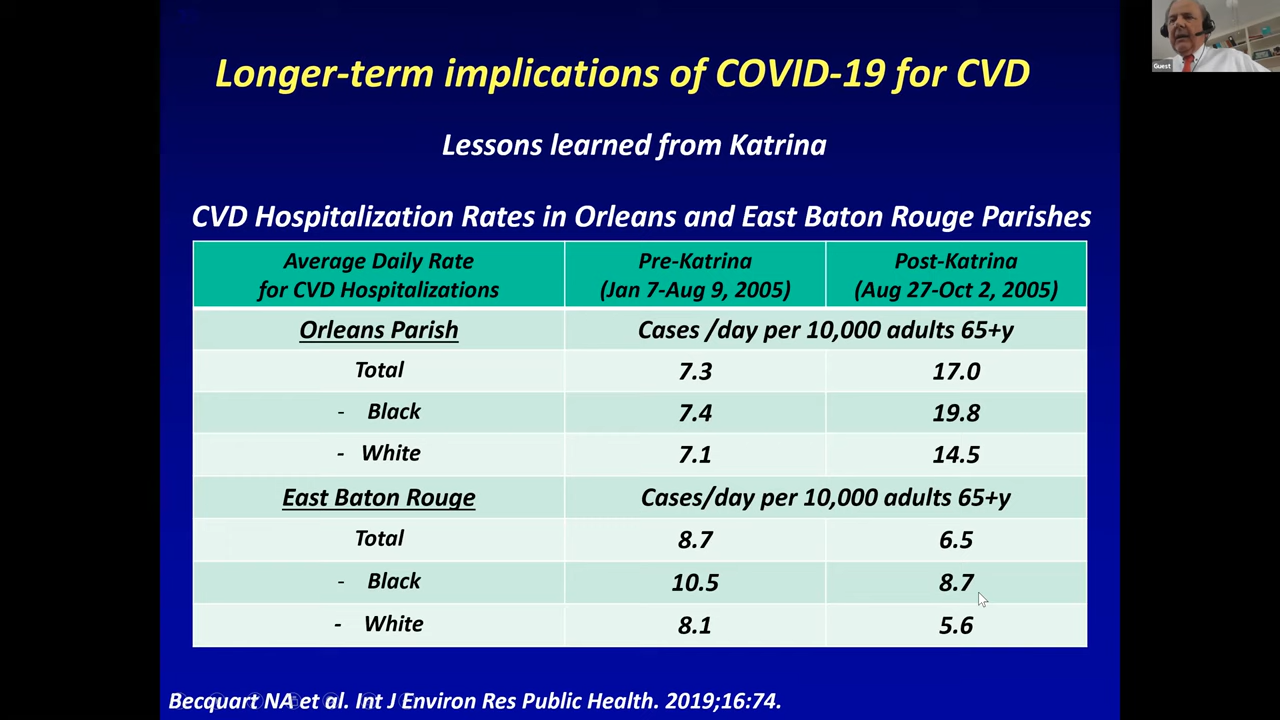 Longer-term implications of COVID-19 for CVD
Guest
Lessons learned from Katrina
CVD Hospitalization Rates in Orleans and East Baton Rouge Parishes
Average Daily Rate for CVD Hospitalizations
Pre-Katrina (Jan 7-Aug 9, 2005)
Post-Katrina (Aug 27-Oct 2, 2005)
Orleans Parish Cases /day per 10,000 adults 65+y
Total 7.3 17.0
- Black 7.4 19.8
- White 7.1 14.5
East Baton Rouge Cases/day per 10,000 adults 65+y
Total 8.7 6.5
- Black 10.5 8.7
- White 8.1 5.6
Becquart NA et al. Int J Environ Res Public Health. 2019;16:74.